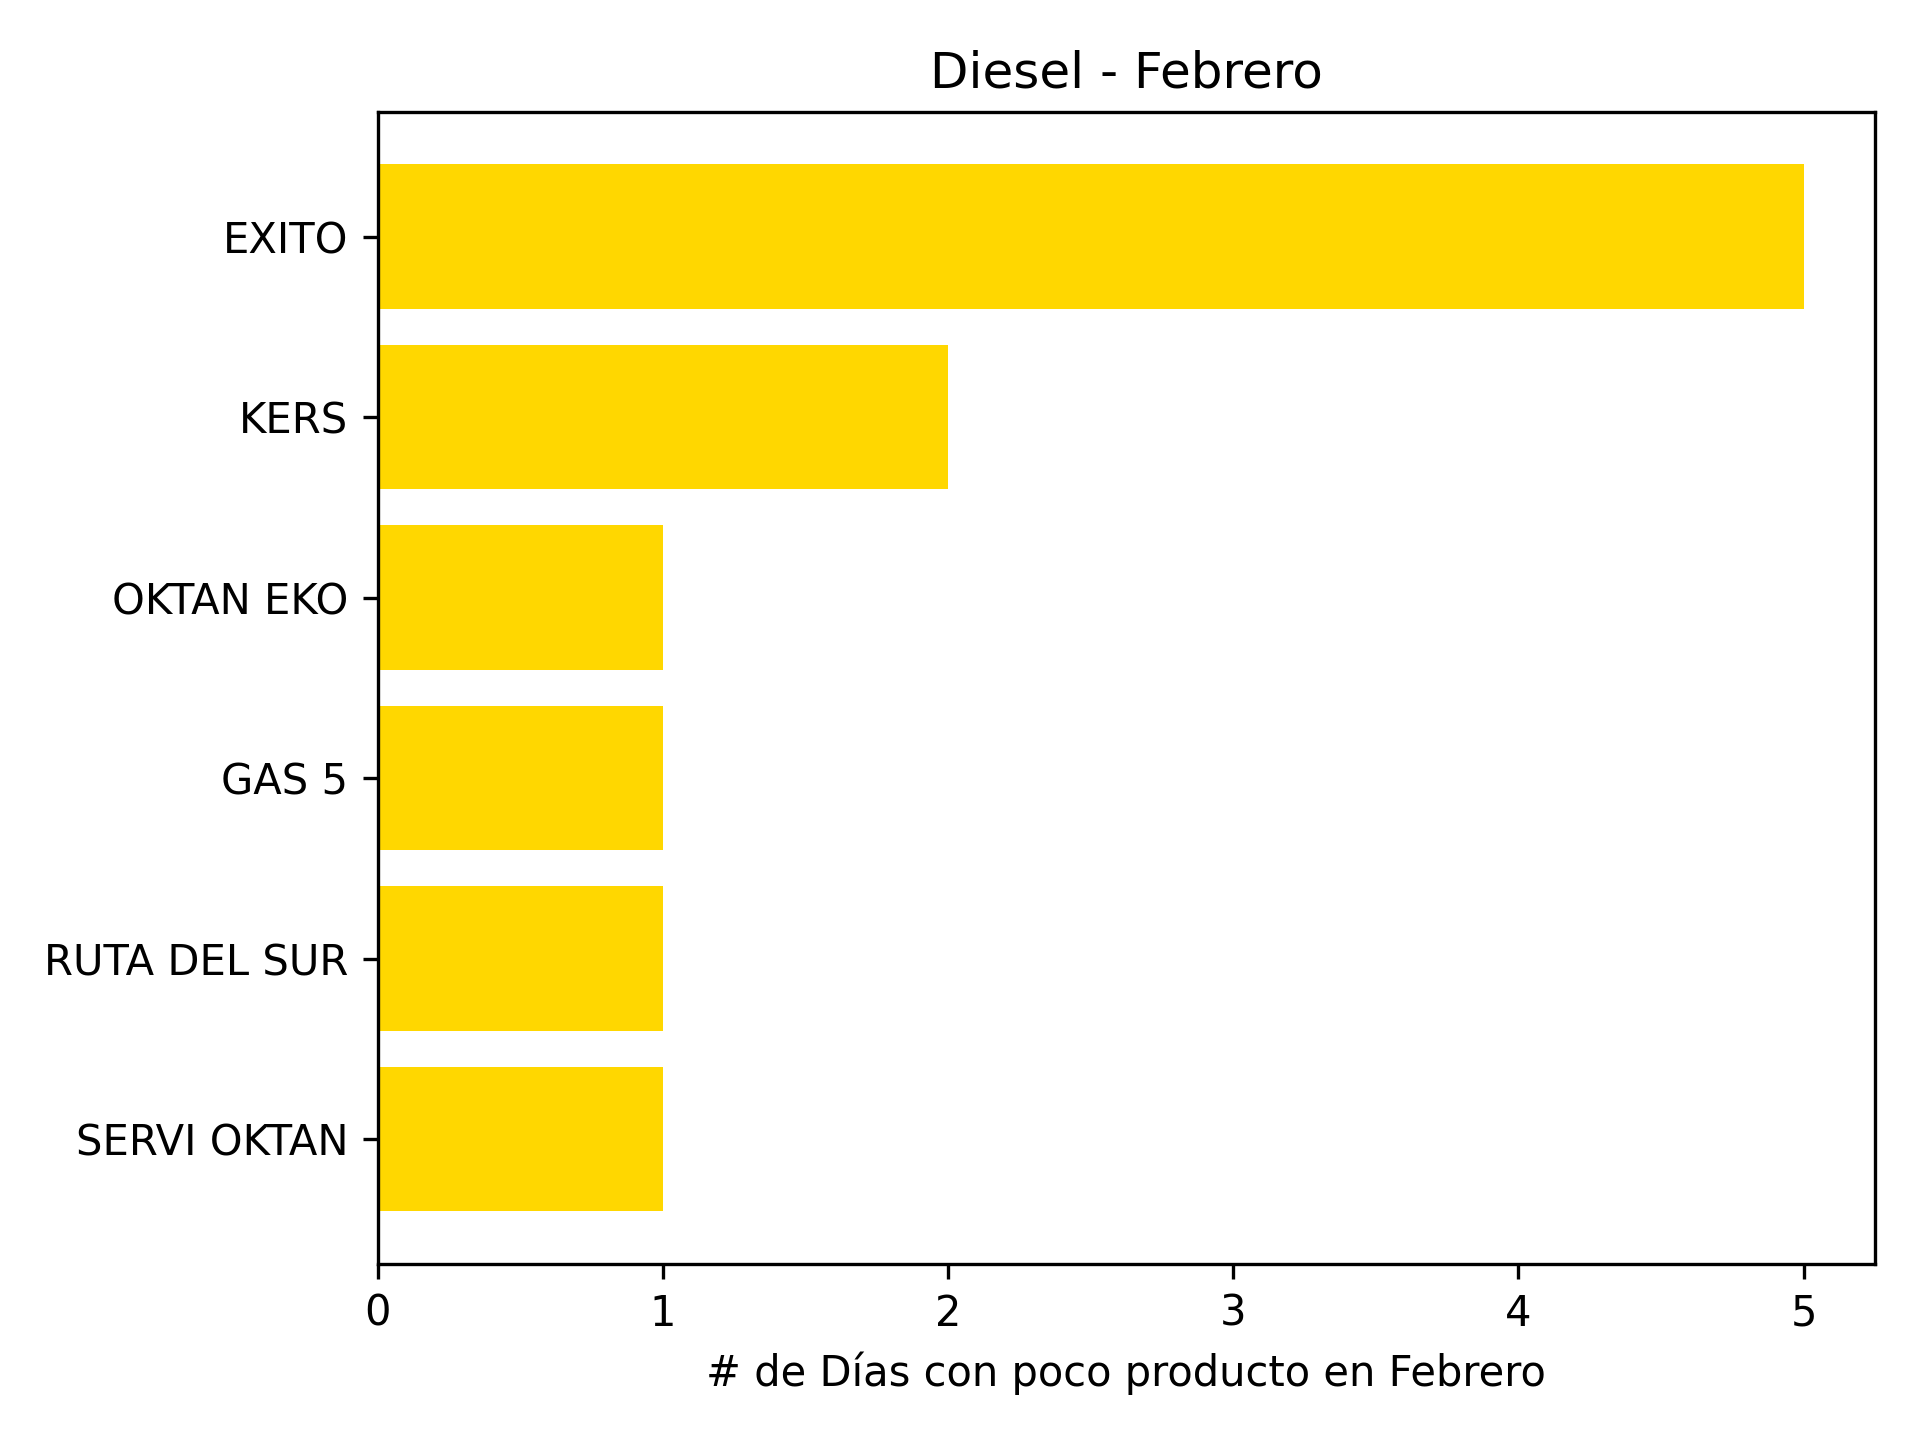 Diesel - Febrero
EXITO
KERS
OKTAN EKO
GAS 5
RUTA DEL SUR
SERVI OKTAN
0 1 2 3 4 5
# de Días con poco producto en Febrero